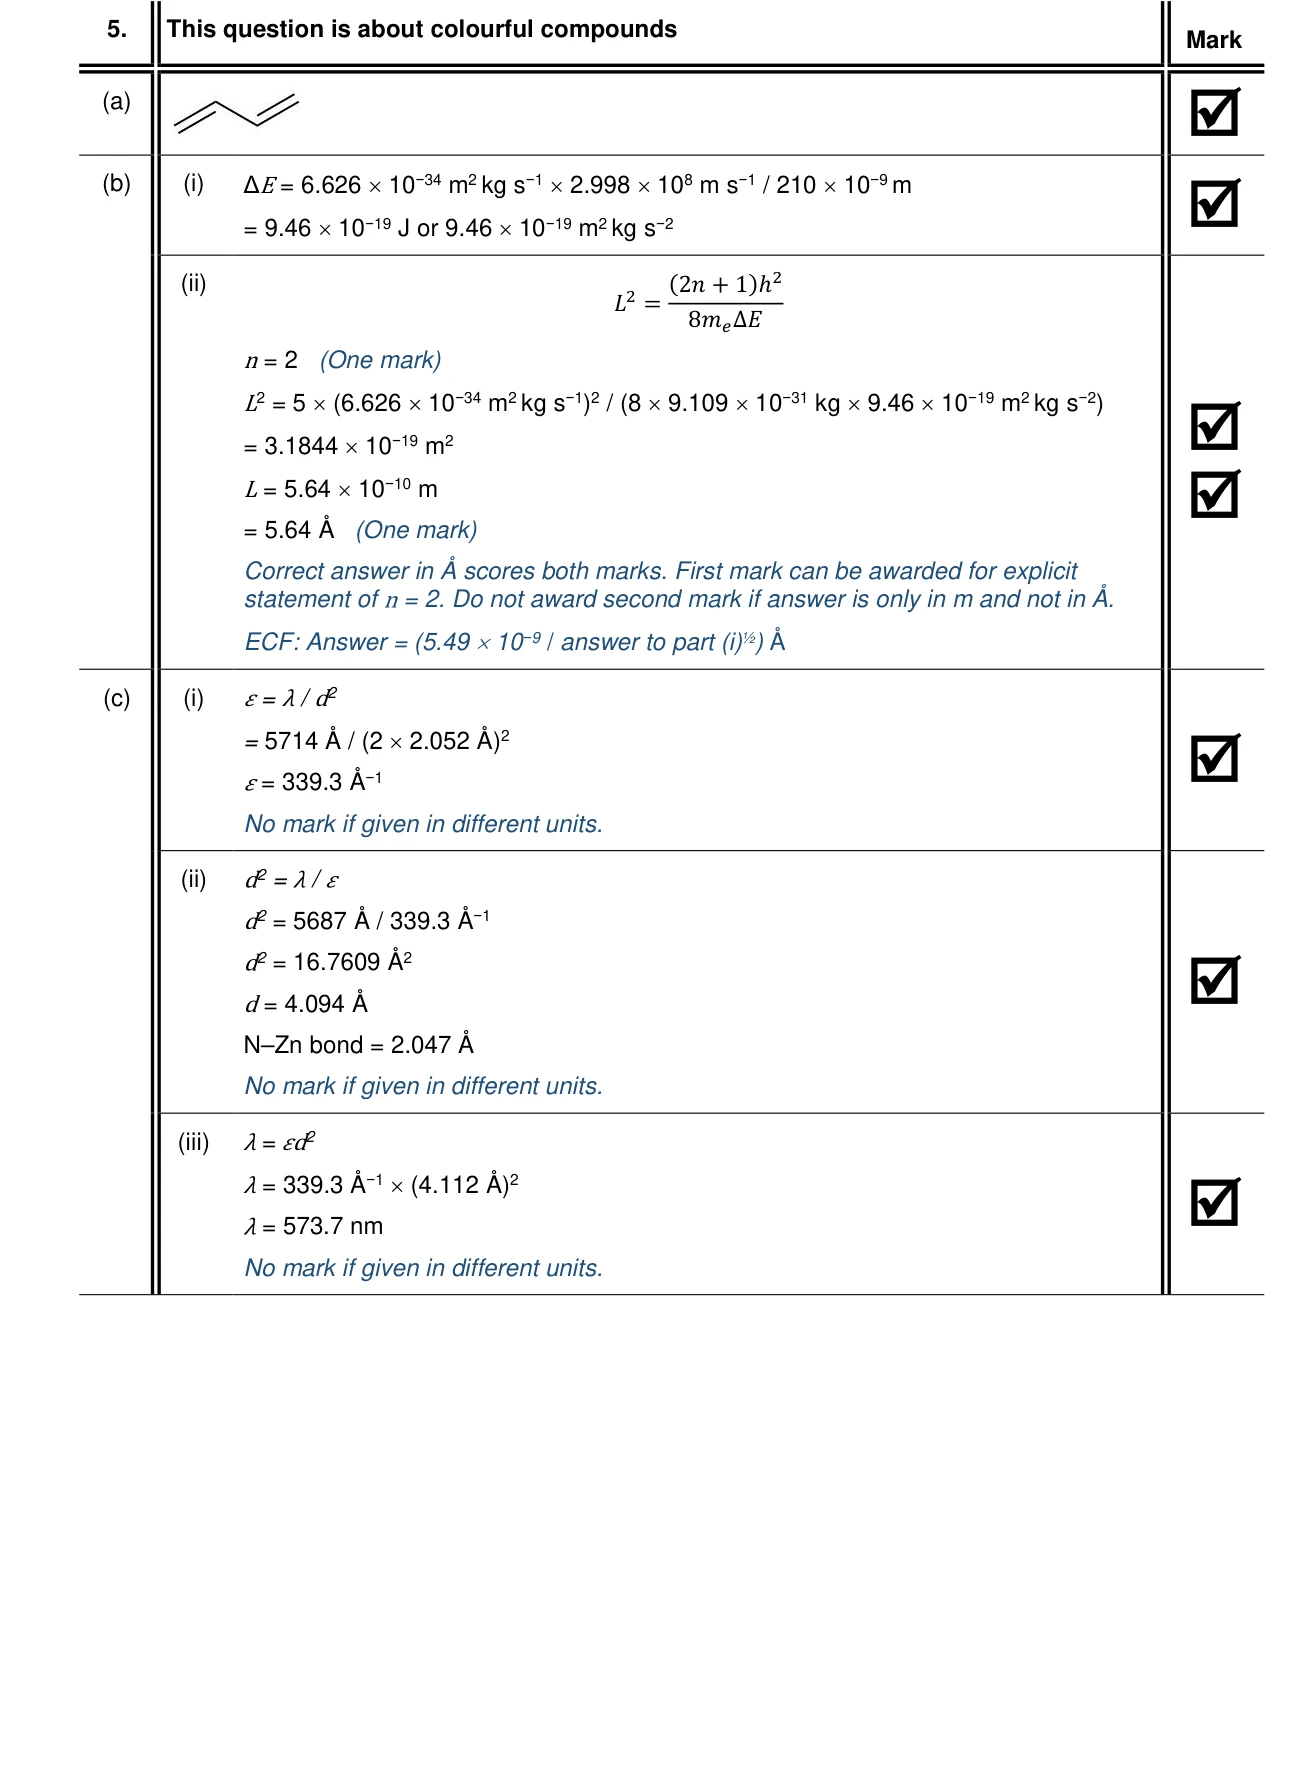 5. This question is about colourful compounds Mark
(a)
(b) (i) ΔE = 6.626 × 10⁻³⁴ m² kg s⁻¹ × 2.998 × 10⁸ m s⁻¹ / 210 × 10⁻⁹ m
= 9.46 × 10⁻¹⁹ J or 9.46 × 10⁻¹⁹ m² kg s⁻²
(ii) L² = (2n + 1)h² / 8mₑΔE
n = 2 (One mark)
L² = 5 × (6.626 × 10⁻³⁴ m² kg s⁻¹)² / (8 × 9.109 × 10⁻³¹ kg × 9.46 × 10⁻¹⁹ m² kg s⁻²)
= 3.1844 × 10⁻¹⁹ m²
L = 5.64 × 10⁻¹⁰ m
= 5.64 Å (One mark)
Correct answer in Å scores both marks. First mark can be awarded for explicit
statement of n = 2. Do not award second mark if answer is only in m and not in Å.
ECF: Answer = (5.49 × 10⁻⁹ / answer to part (i)^½) Å
(c) (i) ε = λ / d²
= 5714 Å / (2 × 2.052 Å)²
ε = 339.3 Å⁻¹
No mark if given in different units.
(ii) d² = λ / ε
d² = 5687 Å / 339.3 Å⁻¹
d² = 16.7609 Å²
d = 4.094 Å
N–Zn bond = 2.047 Å
No mark if given in different units.
(iii) λ = εd²
λ = 339.3 Å⁻¹ × (4.112 Å)²
λ = 573.7 nm
No mark if given in different units.